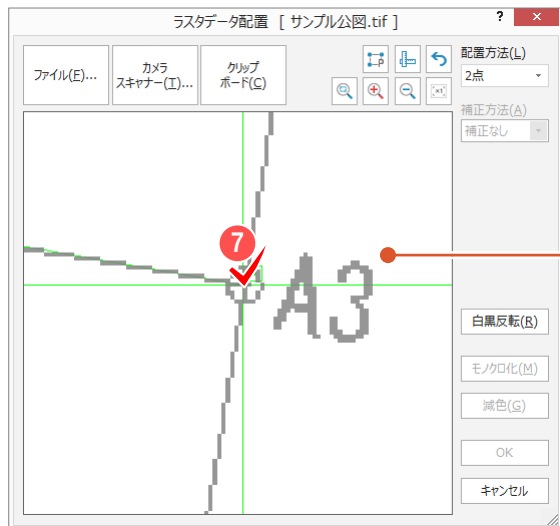 ラスタデータ配置 [ サンプル公図.tif ]
? ×
ファイル(F)...
カメラ
スキャナー(T)...
クリップ
ボード(C)
P
×1
配置方法(L)
2点
補正方法(A)
補正なし
7
A3
白黒反転(R)
モノクロ化(M)
減色(G)
OK
キャンセル